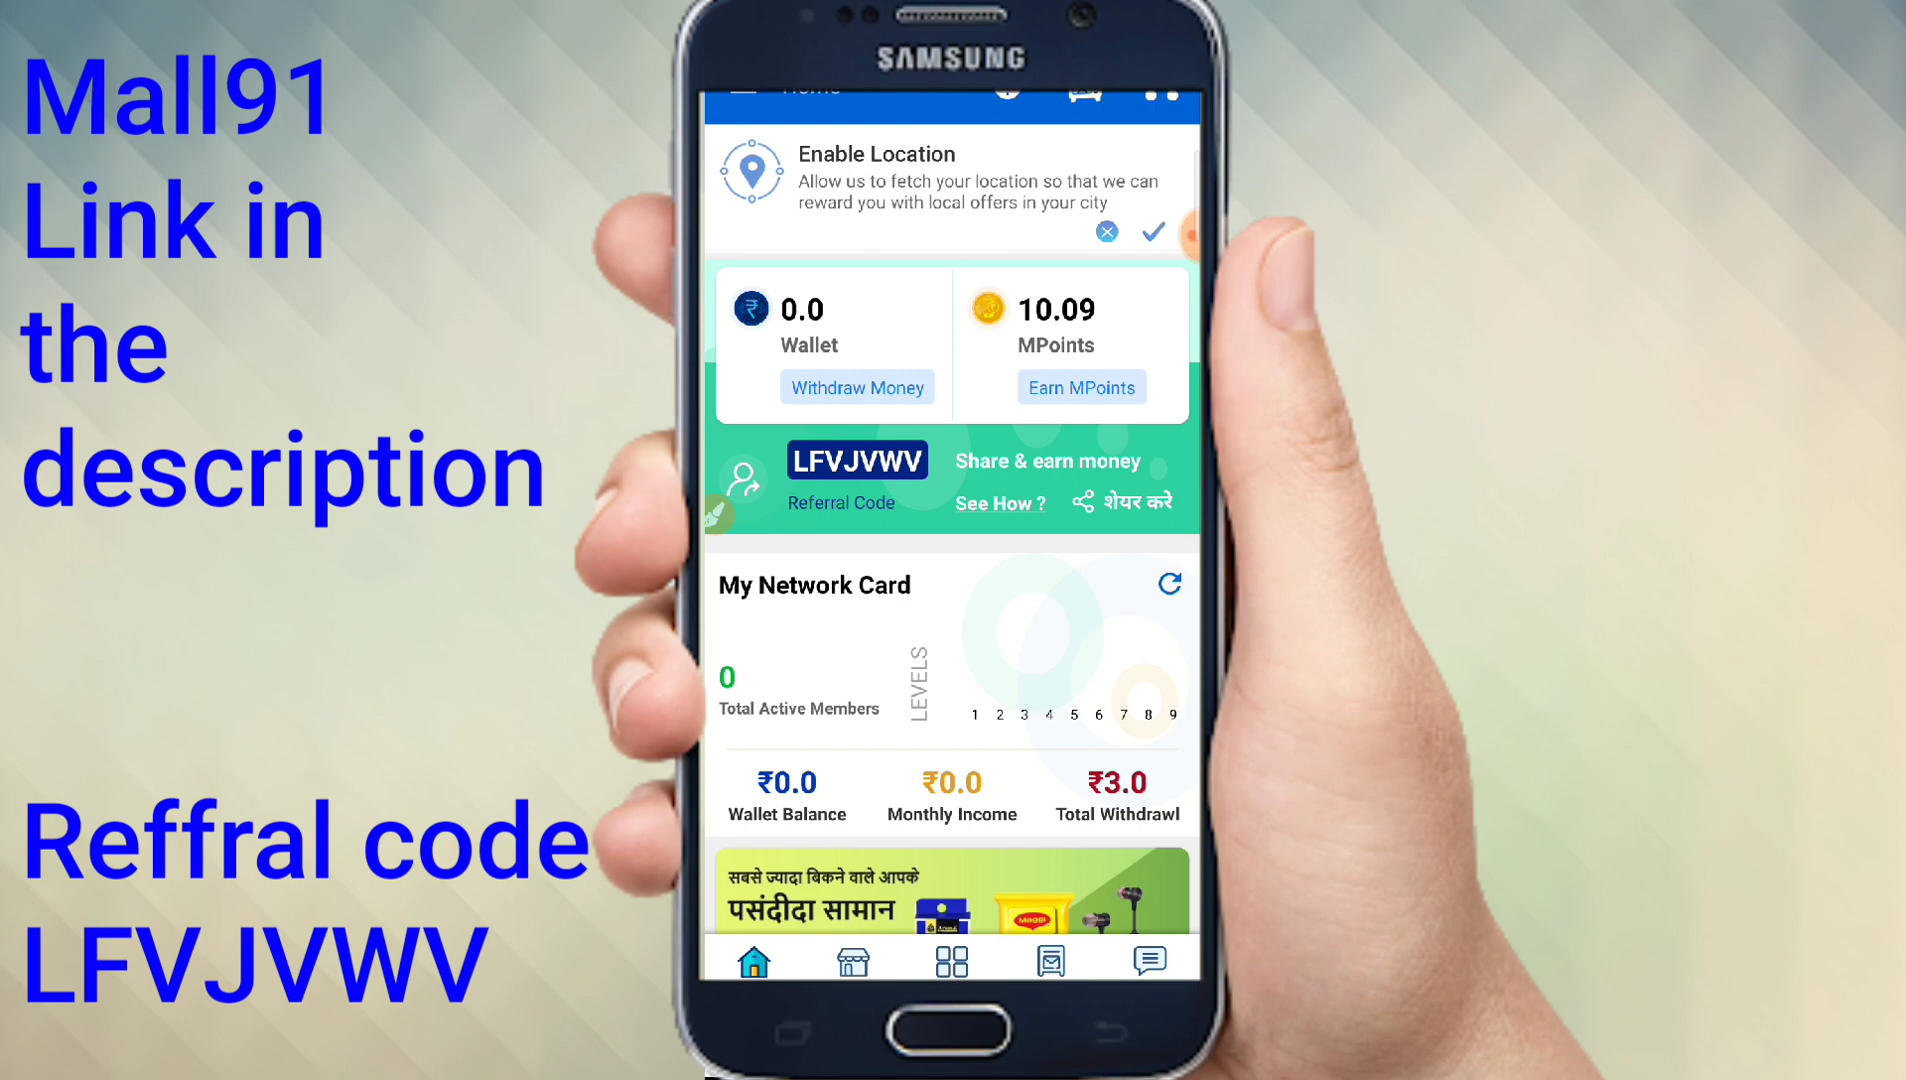 Mall91
Link in
the
description
Reffral code
LFVJVWV
SAMSUNG
Enable Location
Allow us to fetch your location so that we can
reward you with local offers in your city
0.0
Wallet
Withdraw Money
10.09
MPoints
Earn MPoints
LFVJVWV
Referral Code
Share & earn money
See How ?
शेयर करे
My Network Card
0
Total Active Members
LEVELS
1 2 3 4 5 6 7 8 9
₹0.0
Wallet Balance
₹0.0
Monthly Income
₹3.0
Total Withdrawl
सबसे ज्यादा बिकने वाले आपके
पसंदीदा सामान
Maggi